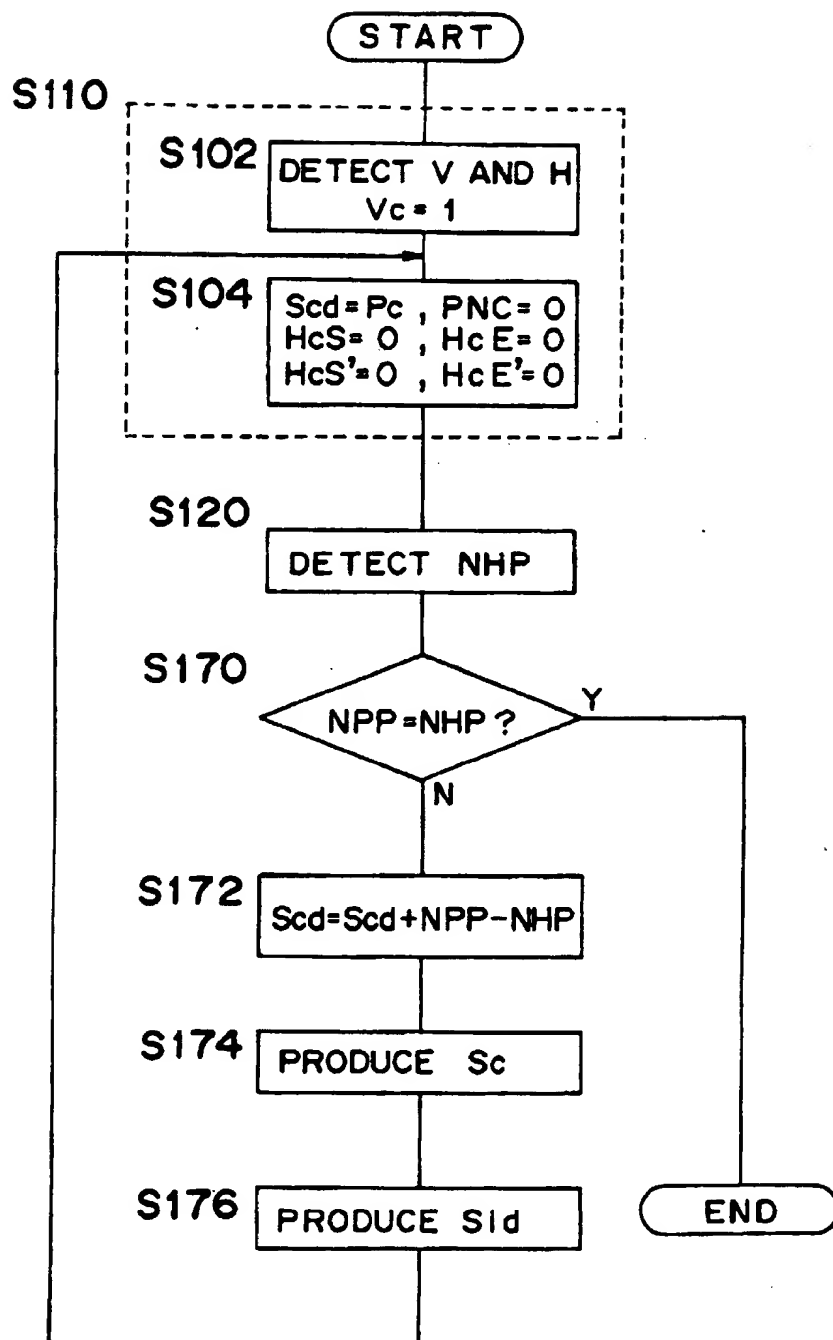 START
S110
S102
DETECT V AND H
Vc = 1
S104
Scd=Pc , PNC=0
HcS=0 , HcE=0
HcS'=0 , HcE'=0
S120
DETECT NHP
S170
NPP=NHP?
Y
N
S172
Scd=Scd+NPP-NHP
S174
PRODUCE Sc
S176
PRODUCE Sld
END